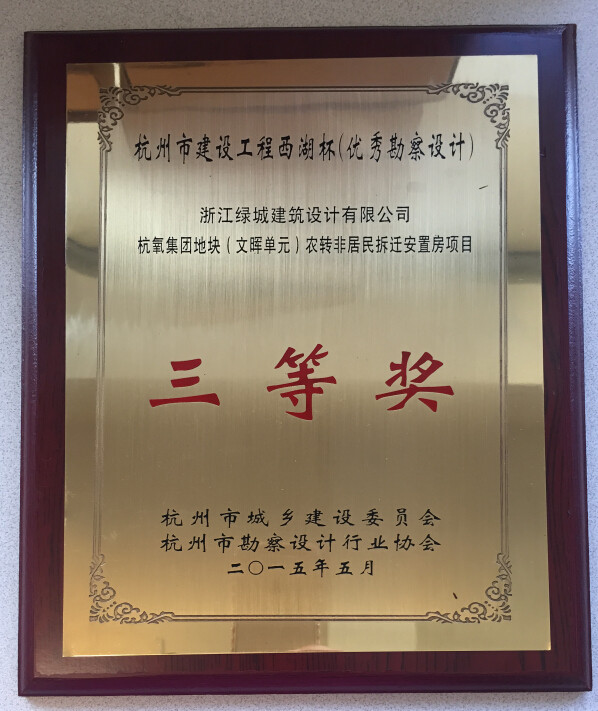 杭州市建设工程西湖杯(优秀勘察设计)
浙江绿城建筑设计有限公司
杭氧集团地块(文晖单元)农转非居民拆迁安置房项目
三等奖
杭州市城乡建设委员会
杭州市勘察设计行业协会
二〇一五年五月